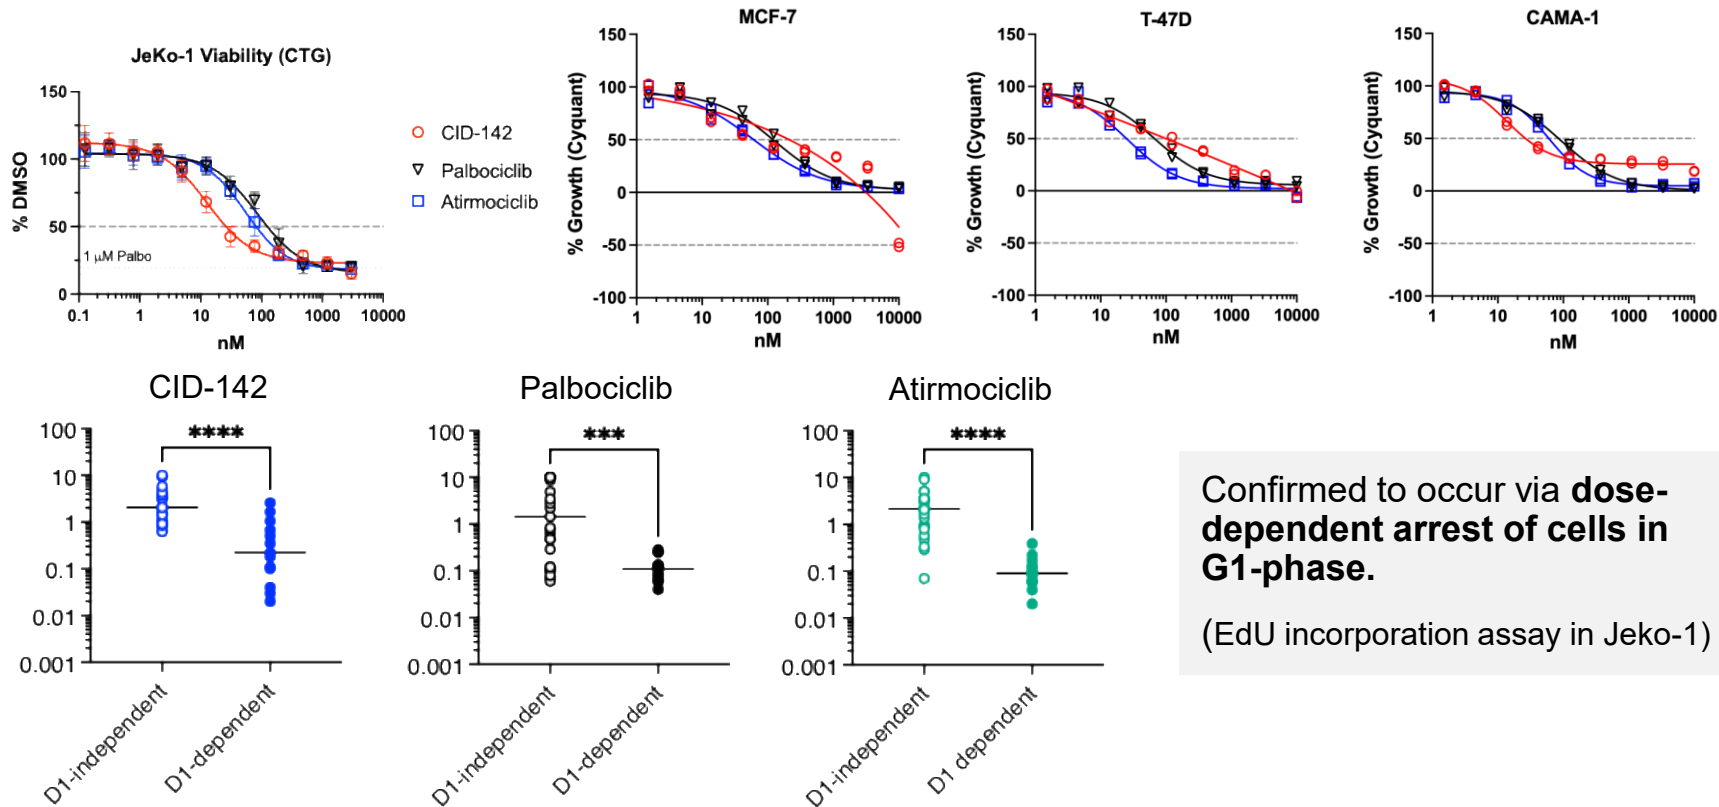 JeKo-1 Viability (CTG)
150
100
50
0
% DMSO
1 µM Palbo
0.1
1
10
100
1000
10000
nM
CID-142
Palbociclib
Atirmociclib
MCF-7
150
100
50
0
-50
-100
% Growth (Cyquant)
1
10
100
1000
10000
nM
T-47D
150
100
50
0
-50
-100
% Growth (Cyquant)
1
10
100
1000
10000
nM
CAMA-1
150
100
50
0
-50
-100
% Growth (Cyquant)
1
10
100
1000
10000
nM
CID-142
****
100
10
1
0.1
0.01
0.001
D1-independent
D1-dependent
Palbociclib
***
100
10
1
0.1
0.01
0.001
D1-independent
D1-dependent
Atirmociclib
****
100
10
1
0.1
0.01
0.001
D1-independent
D1 dependent
Confirmed to occur via dose-
dependent arrest of cells in
G1-phase.
(EdU incorporation assay in Jeko-1)